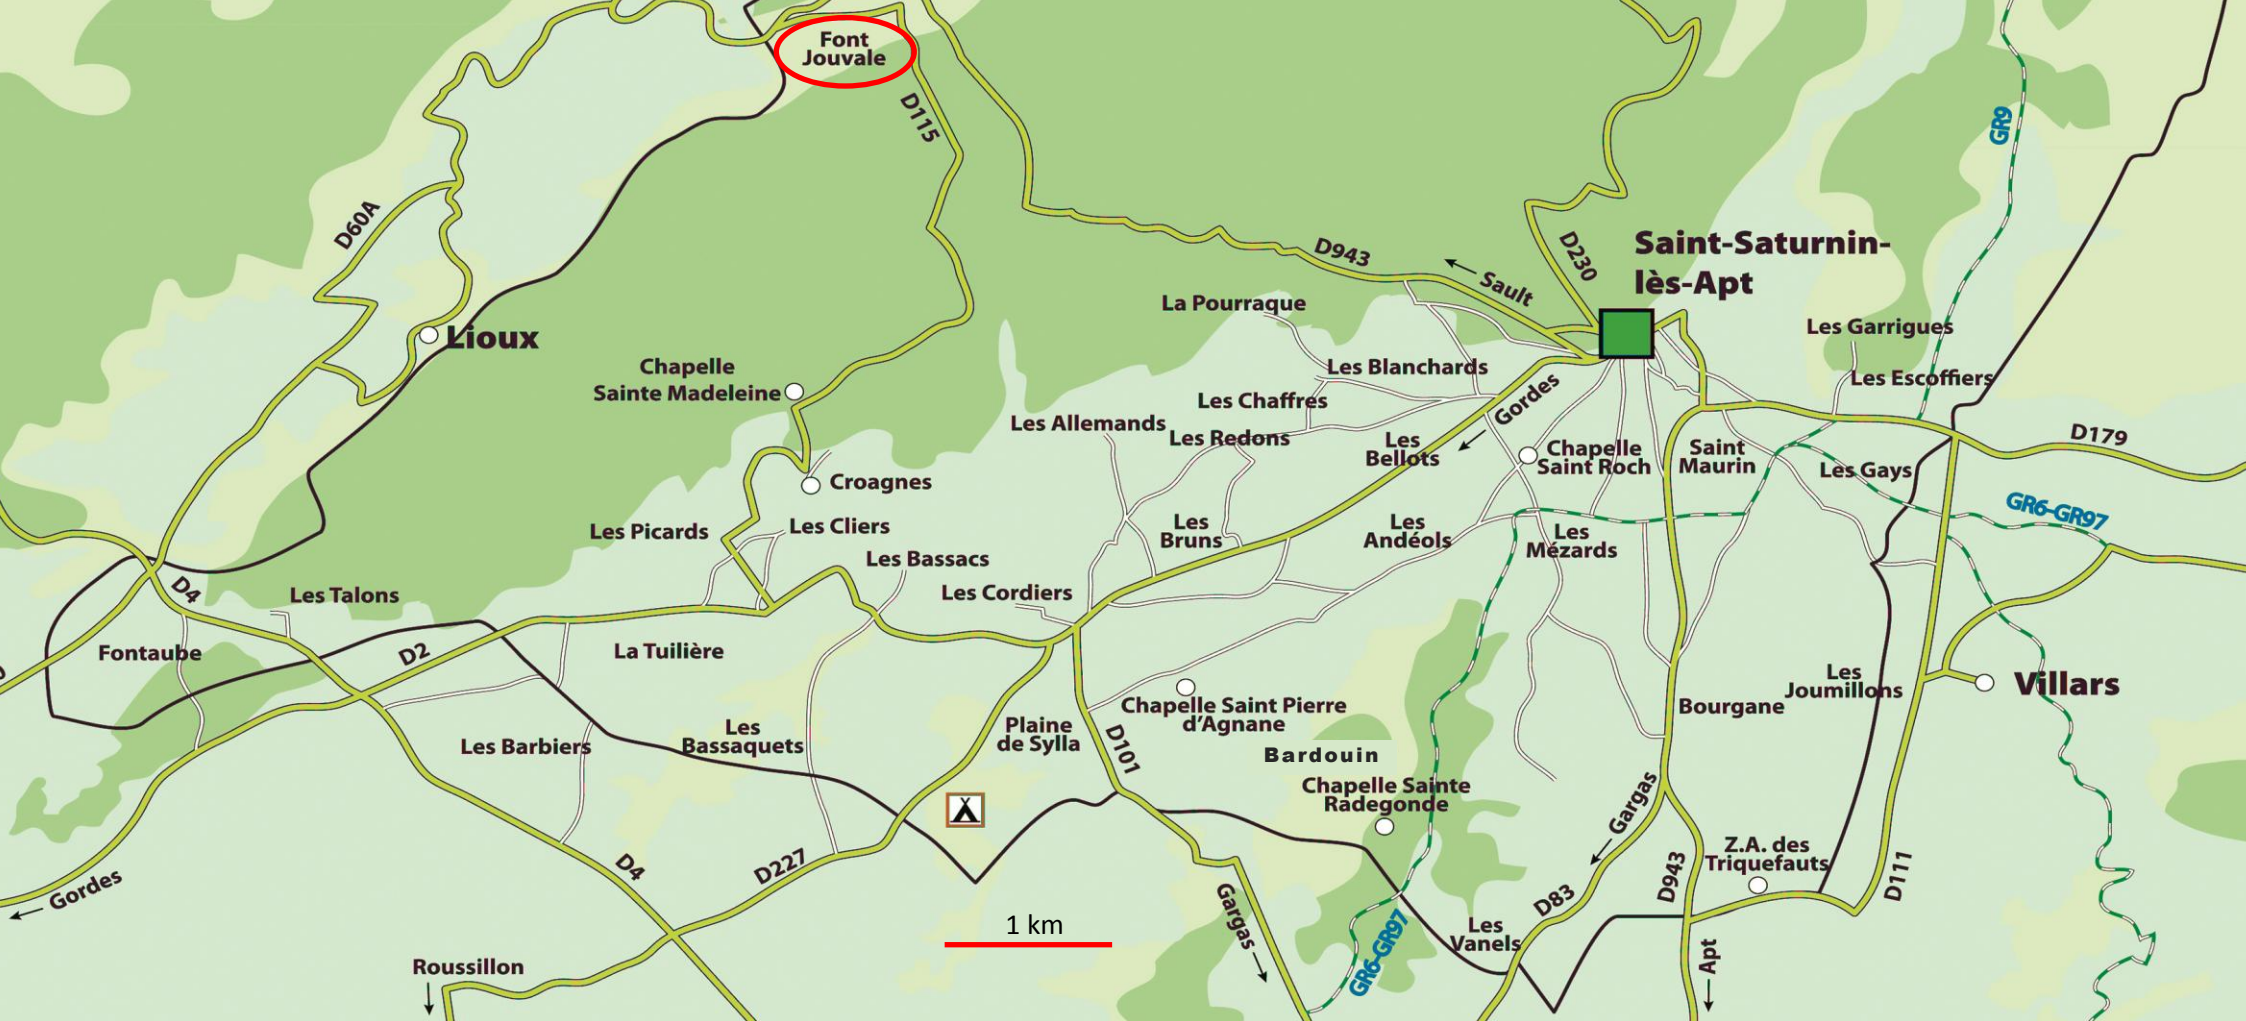 Font
Jouvale
D115
GR9
D60A
Saint-Saturnin-
lès-Apt
D943
D230
Sault
La Pourraque
Les Garrigues
Lioux
Chapelle
Sainte Madeleine
Les Blanchards
Les Escoffiers
Gordes
Les Chaffres
Les Allemands
Les Redons
Les
Bellots
Chapelle
Saint Roch
Saint
Maurin
D179
Les Gays
Croagnes
GR6-GR97
Les Picards
Les Cliers
Les
Bruns
Les
Andéols
Les
Mézards
Les Bassacs
D4
Les Talons
Les Cordiers
Fontaube
D2
La Tuilière
Les
Joumillons
Villars
Chapelle Saint Pierre
d'Agnane
Bourgane
Les Barbiers
Les
Bassaquets
Plaine
de Sylla
D101
Bardouin
Chapelle Sainte
Radegonde
Gargas
Z.A. des
Triquefauts
D4
D227
Gordes
D943
D111
D83
1 km
Gargas
Les
Vanels
GR6-GR97
Apt
Roussillon